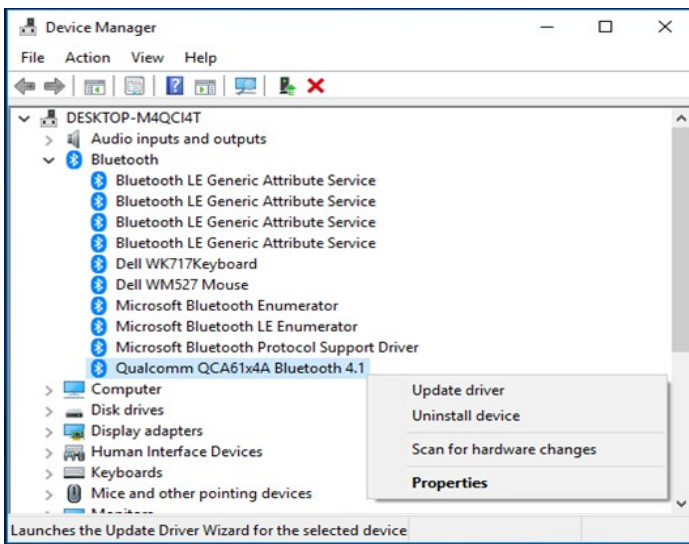 Device Manager
File Action View Help
DESKTOP-M4QCI4T
Audio inputs and outputs
Bluetooth
Bluetooth LE Generic Attribute Service
Bluetooth LE Generic Attribute Service
Bluetooth LE Generic Attribute Service
Bluetooth LE Generic Attribute Service
Dell WK717Keyboard
Dell WM527 Mouse
Microsoft Bluetooth Enumerator
Microsoft Bluetooth LE Enumerator
Microsoft Bluetooth Protocol Support Driver
Qualcomm QCA61x4A Bluetooth 4.1
Computer
Disk drives
Display adapters
Human Interface Devices
Keyboards
Mice and other pointing devices
Update driver
Uninstall device
Scan for hardware changes
Properties
Launches the Update Driver Wizard for the selected device